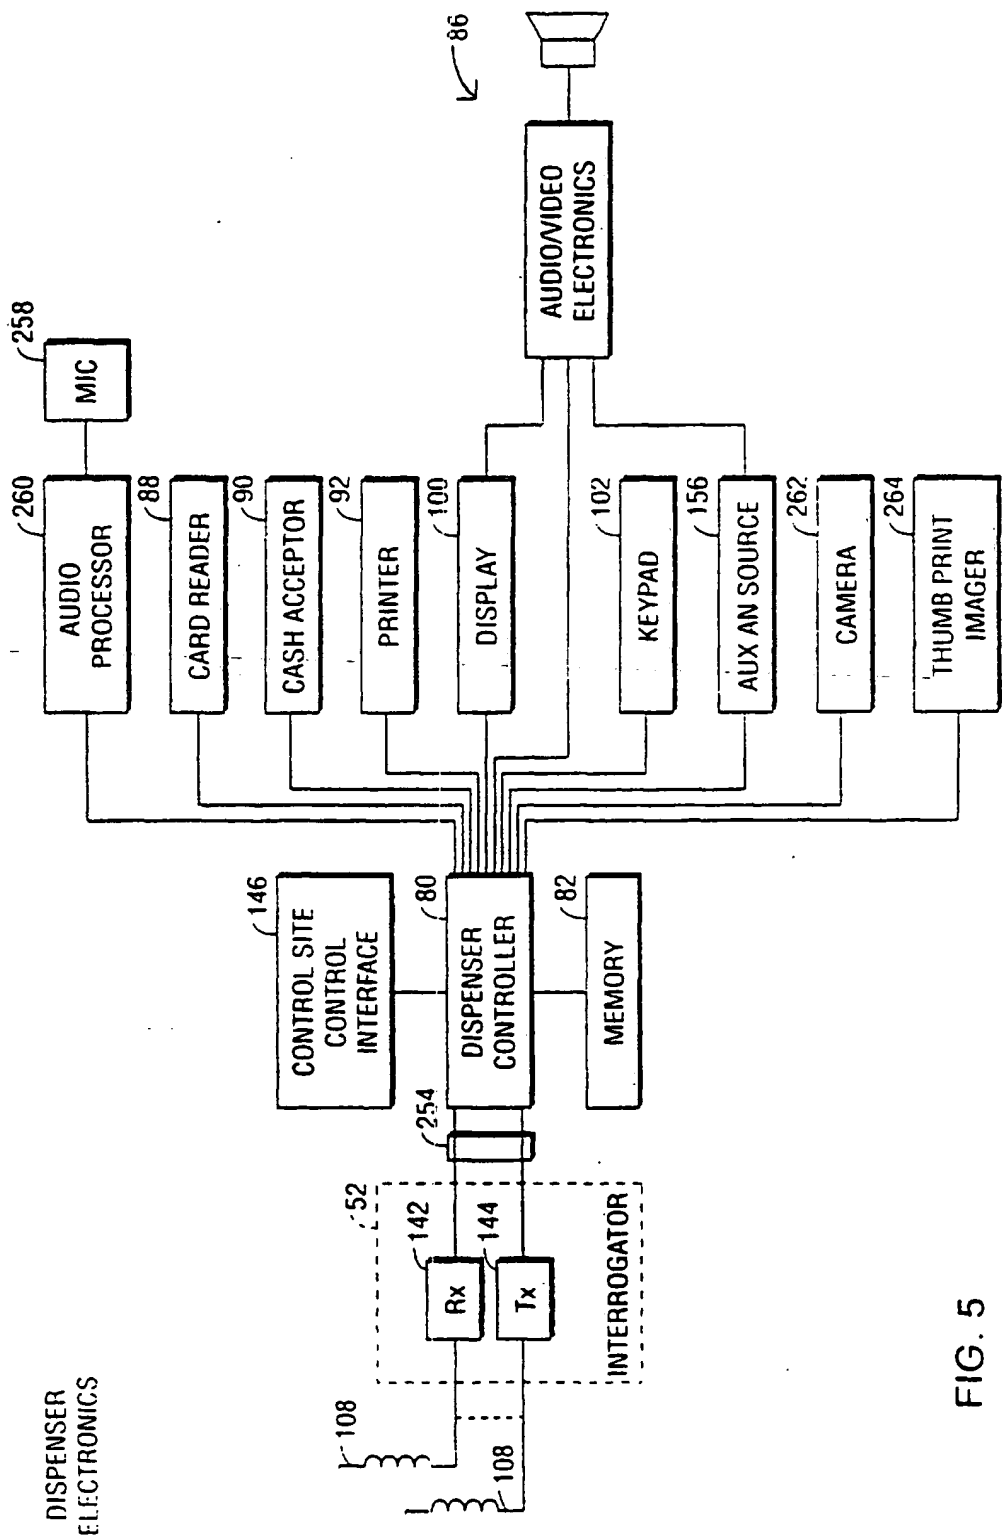 DISPENSER
ELECTRONICS
108
108
52
142
Rx
144
Tx
INTERROGATOR
254
146
CONTROL SITE
CONTROL
INTERFACE
80
DISPENSER
CONTROLLER
82
MEMORY
260
AUDIO
PROCESSOR
258
MIC
88
CARD READER
90
CASH ACCEPTOR
92
PRINTER
100
DISPLAY
102
KEYPAD
156
AUX AN SOURCE
262
CAMERA
264
THUMB PRINT
IMAGER
AUDIO/VIDEO
ELECTRONICS
86
FIG. 5